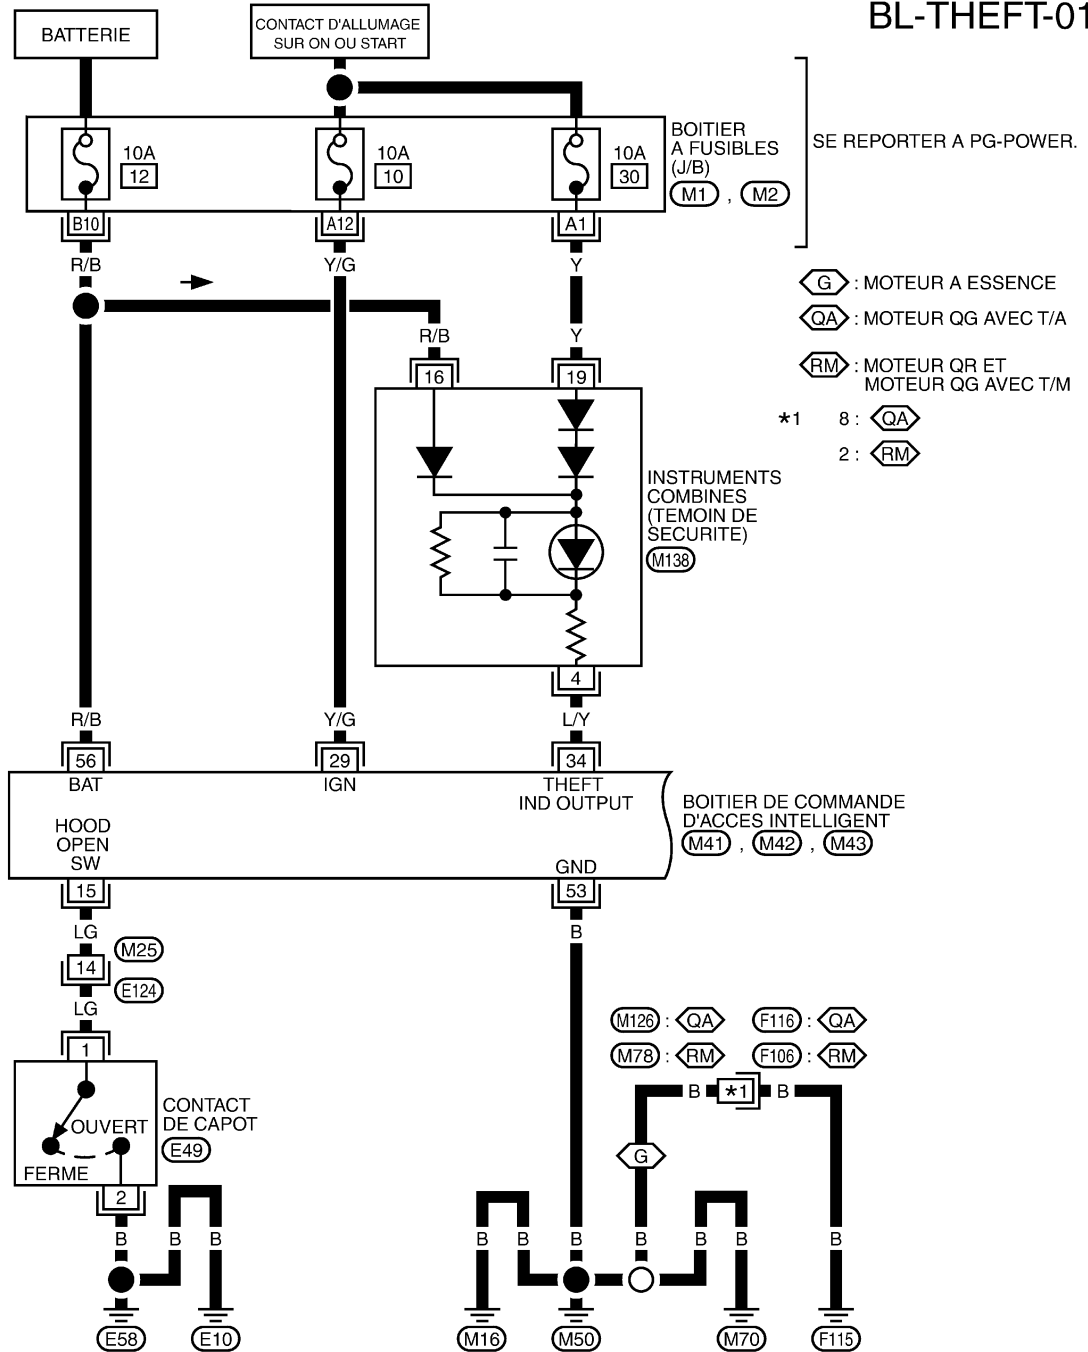 BL-THEFT-01
BATTERIE
CONTACT D'ALLUMAGE
SUR ON OU START
10A
12
10A
10
10A
30
BOITIER
A FUSIBLES
(J/B)
M1 , M2
SE REPORTER A PG-POWER.
B10
A12
A1
R/B
Y/G
Y
G : MOTEUR A ESSENCE
QA : MOTEUR QG AVEC T/A
RM : MOTEUR QR ET
MOTEUR QG AVEC T/M
*1 8 : QA
2 : RM
R/B
Y
16
19
INSTRUMENTS
COMBINES
(TEMOIN DE
SECURITE)
M138
4
R/B
Y/G
L/Y
56
29
34
BAT
IGN
THEFT
IND OUTPUT
HOOD
OPEN
SW
GND
BOITIER DE COMMANDE
D'ACCES INTELLIGENT
M41 , M42 , M43
15
53
LG
B
M25
14
E124
LG
1
OUVERT
FERME
CONTACT
DE CAPOT
E49
2
M126 : QA
F116 : QA
M78 : RM
F106 : RM
B
*1
B
G
B
B
B
B
B
B
B
B
B
B
E58
E10
M16
M50
M70
F115